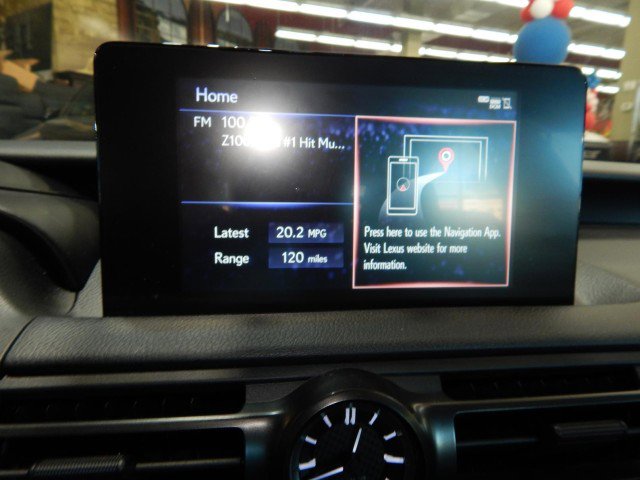 Home
FM 100
Z100 #1 Hit Mu...
Latest 20.2 MPG
Range 120 miles
Press here to use the Navigation App.
Visit Lexus website for more
information.